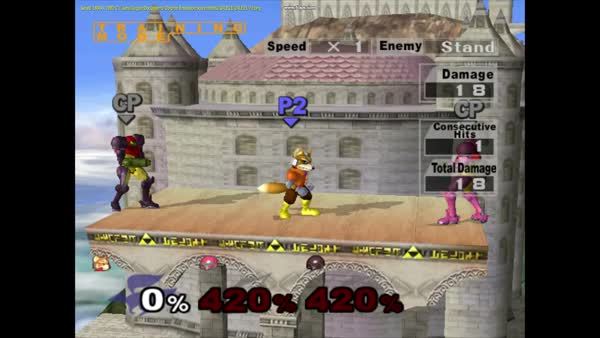 TRAINING
MODE
Speed × 1 Enemy Stand
Damage
18
CP
P2
CP
Consecutive
Hits
1
Total Damage
18
0% 420% 420%